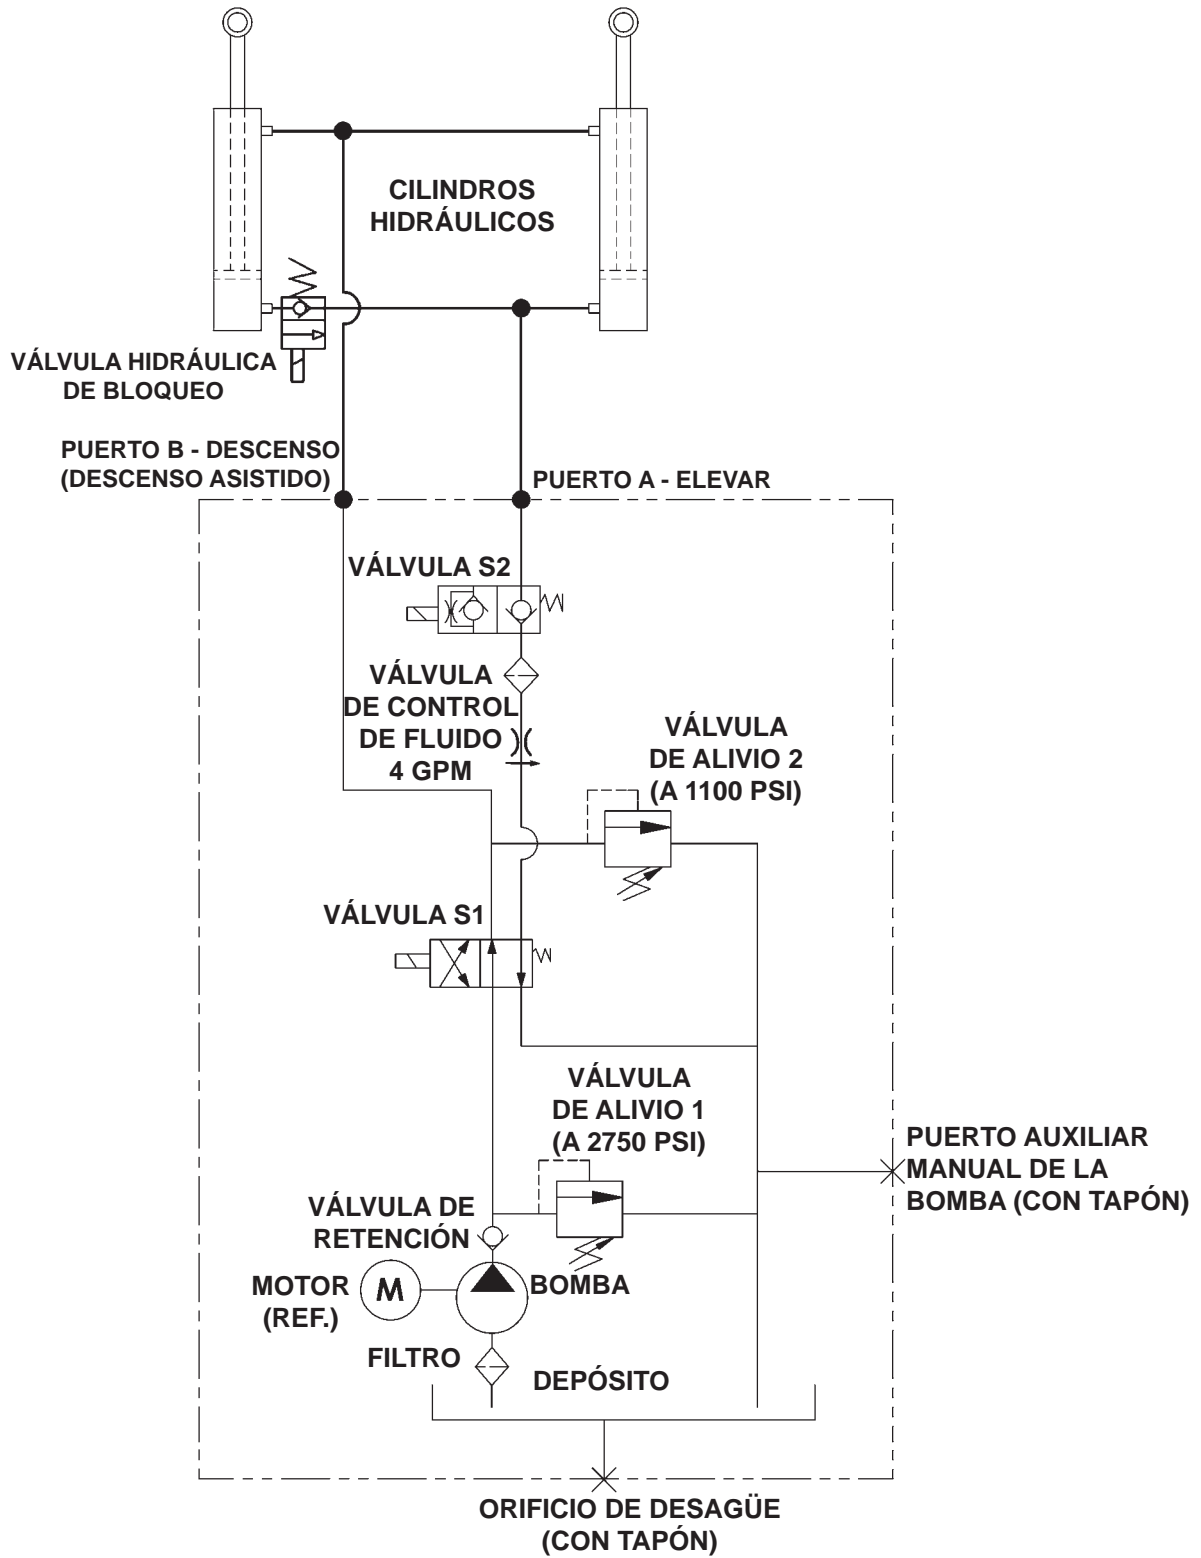 CILINDROS
HIDRÁULICOS
VÁLVULA HIDRÁULICA
DE BLOQUEO
PUERTO B - DESCENSO
(DESCENSO ASISTIDO)
PUERTO A - ELEVAR
VÁLVULA S2
VÁLVULA
DE CONTROL
DE FLUIDO
4 GPM
VÁLVULA
DE ALIVIO 2
(A 1100 PSI)
VÁLVULA S1
VÁLVULA
DE ALIVIO 1
(A 2750 PSI)
PUERTO AUXILIAR
MANUAL DE LA
BOMBA (CON TAPÓN)
VÁLVULA DE
RETENCIÓN
MOTOR
(REF.)
M
BOMBA
FILTRO
DEPÓSITO
ORIFICIO DE DESAGÜE
(CON TAPÓN)